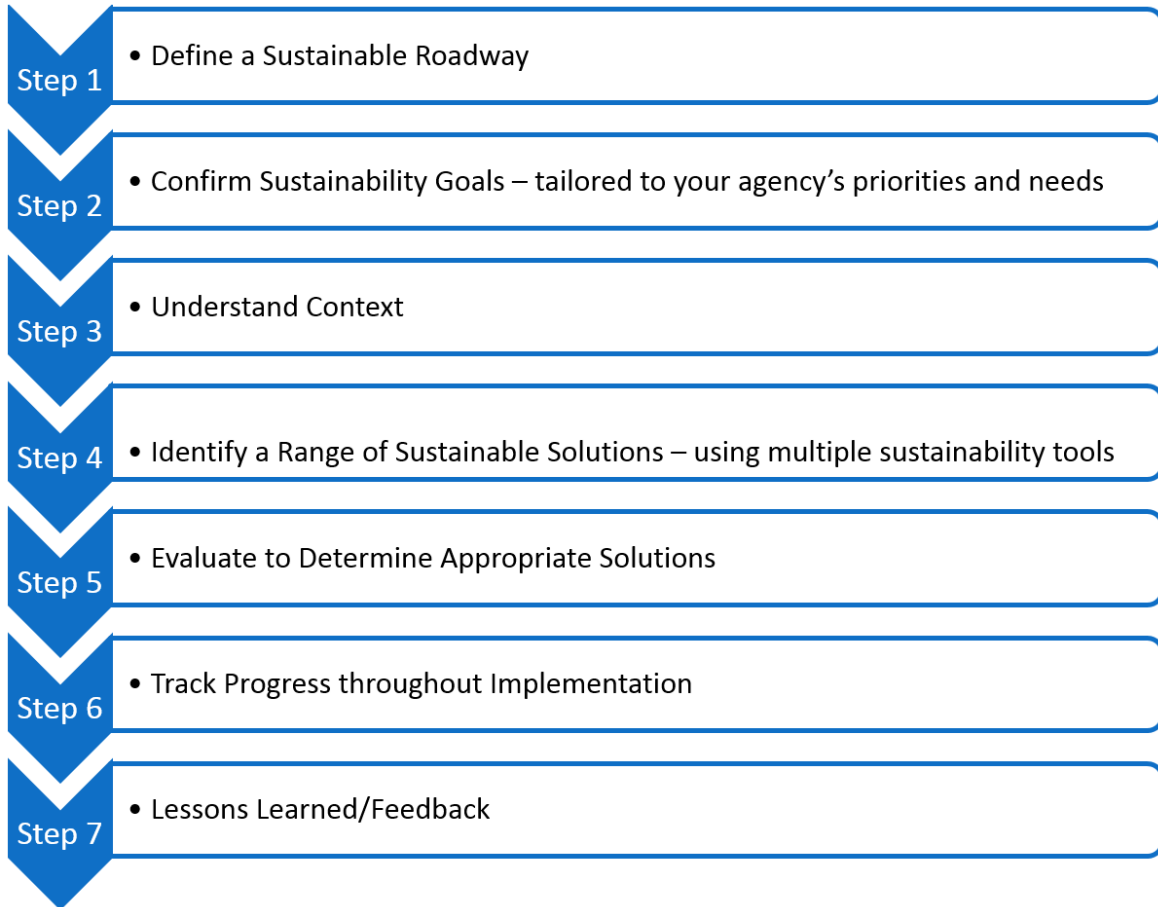 Step 1
• Define a Sustainable Roadway
Step 2
• Confirm Sustainability Goals – tailored to your agency’s priorities and needs
Step 3
• Understand Context
Step 4
• Identify a Range of Sustainable Solutions – using multiple sustainability tools
Step 5
• Evaluate to Determine Appropriate Solutions
Step 6
• Track Progress throughout Implementation
Step 7
• Lessons Learned/Feedback